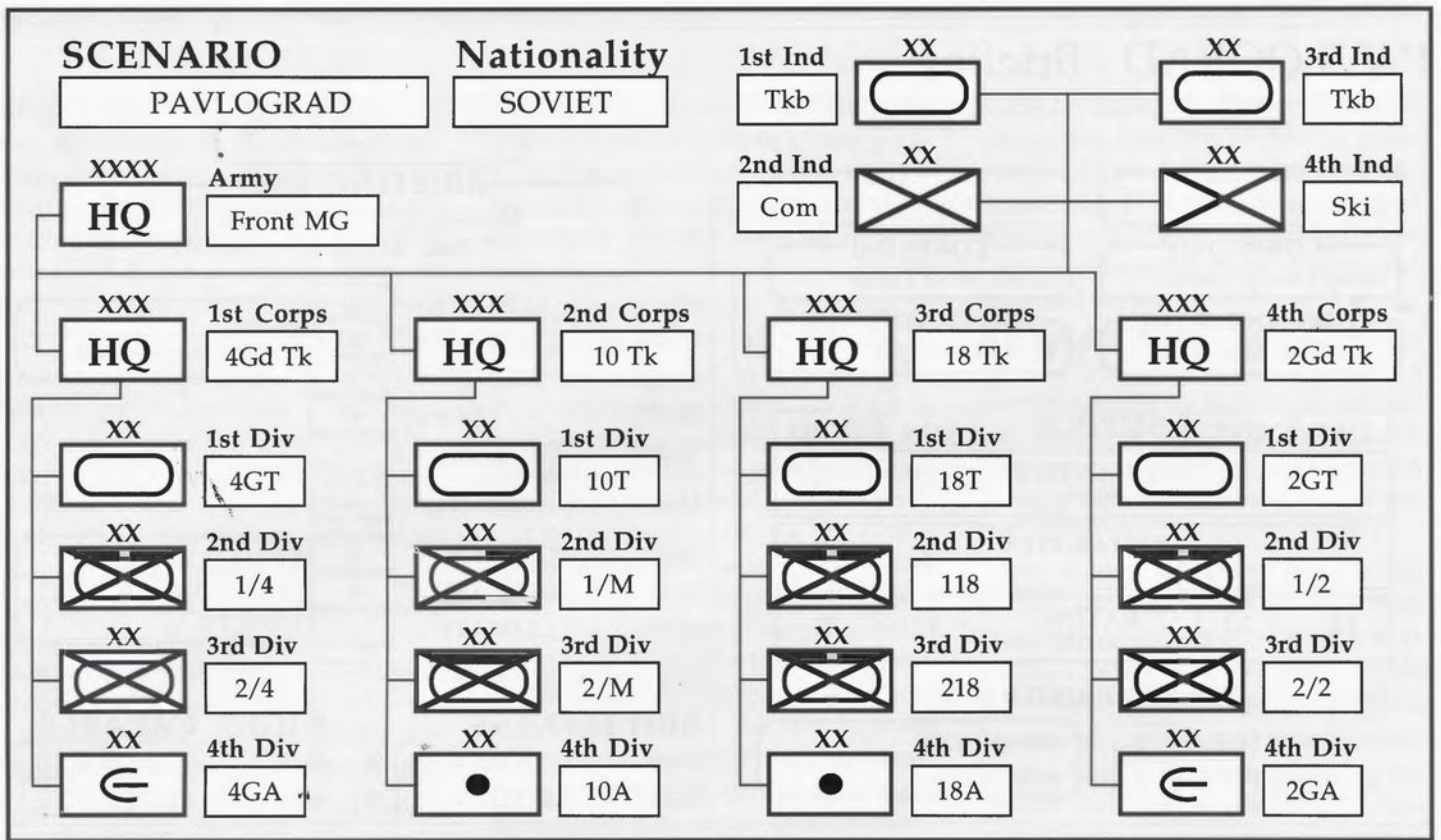 SCENARIO Nationality
PAVLOGRAD SOVIET
XX XX
1st Ind 3rd Ind
Tkb Tkb
XX XX
2nd Ind 4th Ind
Com Ski
XXXX Army
HQ Front MG
XXX 1st Corps XXX 2nd Corps XXX 3rd Corps XXX 4th Corps
HQ 4Gd Tk HQ 10 Tk HQ 18 Tk HQ 2Gd Tk
XX 1st Div XX 1st Div XX 1st Div XX 1st Div
4GT 10T 18T 2GT
XX 2nd Div XX 2nd Div XX 2nd Div XX 2nd Div
1/4 1/M 118 1/2
XX 3rd Div XX 3rd Div XX 3rd Div XX 3rd Div
2/4 2/M 218 2/2
XX 4th Div XX 4th Div XX 4th Div XX 4th Div
4GA 10A 18A 2GA